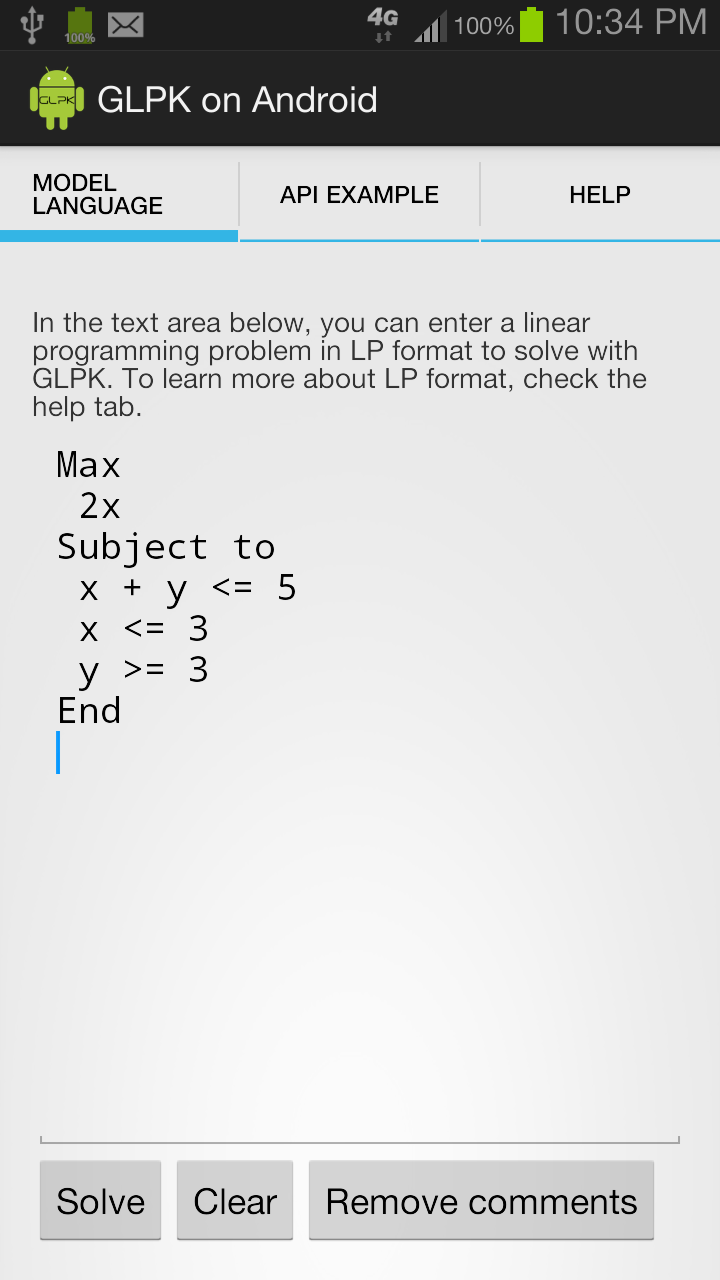 100% 4G 100% 10:34 PM
GLPK GLPK on Android
MODEL
LANGUAGE
API EXAMPLE
HELP
In the text area below, you can enter a linear
programming problem in LP format to solve with
GLPK. To learn more about LP format, check the
help tab.
Max
2x
Subject to
x + y <= 5
x <= 3
y >= 3
End
Solve Clear Remove comments